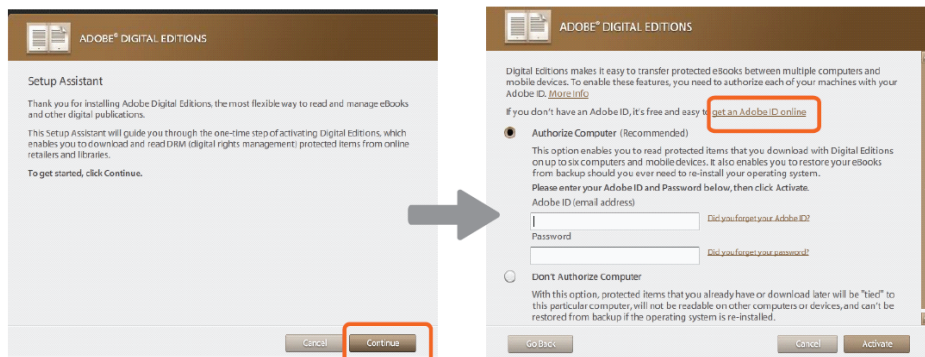 ADOBE® DIGITAL EDITIONS
Setup Assistant
Thank you for installing Adobe Digital Editions, the most flexible way to read and manage eBooks
and other digital publications.
This Setup Assistant will guide you through the one-time step of activating Digital Editions, which
enables you to download and read DRM (digital rights management) protected items from online
retailers and libraries.
To get started, click Continue.
Cancel
Continue
ADOBE® DIGITAL EDITIONS
Digital Editions makes it easy to transfer protected eBooks between multiple computers and
mobile devices. To enable these features, you need to authorize each of your machines with your
Adobe ID. More Info
If you don't have an Adobe ID, it's free and easy to get an Adobe ID online
Authorize Computer (Recommended)
This option enables you to read protected items that you download with Digital Editions
on up to six computers and mobile devices. It also enables you to restore your eBooks
from backup should you ever need to re-install your operating system.
Please enter your Adobe ID and Password below, then click Activate.
Adobe ID (email address)
Did you forget your Adobe ID?
Password
Did you forget your password?
Don't Authorize Computer
With this option, protected items that you already have or download later will be "tied" to
this particular computer, will not be readable on other computers or devices, and can't be
restored from backup if the operating system is re-installed.
Go Back
Cancel
Activate